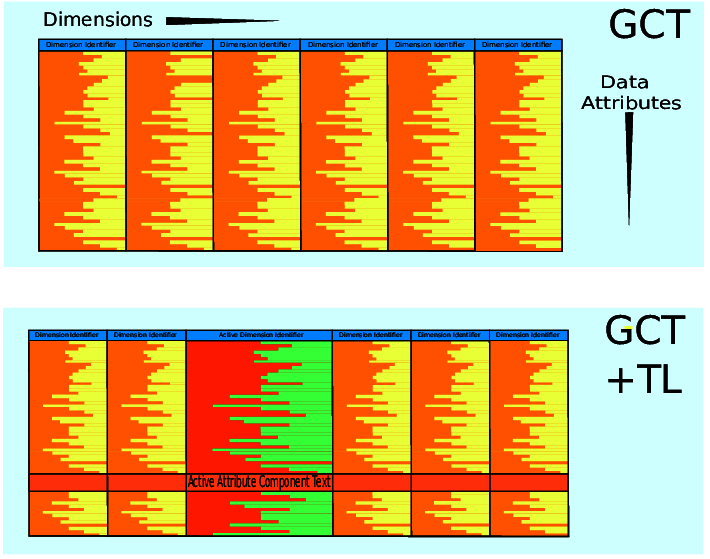 Dimensions
GCT
Dimension Identifier Dimension Identifier Dimension Identifier Dimension Identifier Dimension Identifier Dimension Identifier
Data
Attributes
GCT
+TL
Dimension Identifier Dimension Identifier Active Dimension Identifier Dimension Identifier Dimension Identifier Dimension Identifier
Active Attribute Component Text